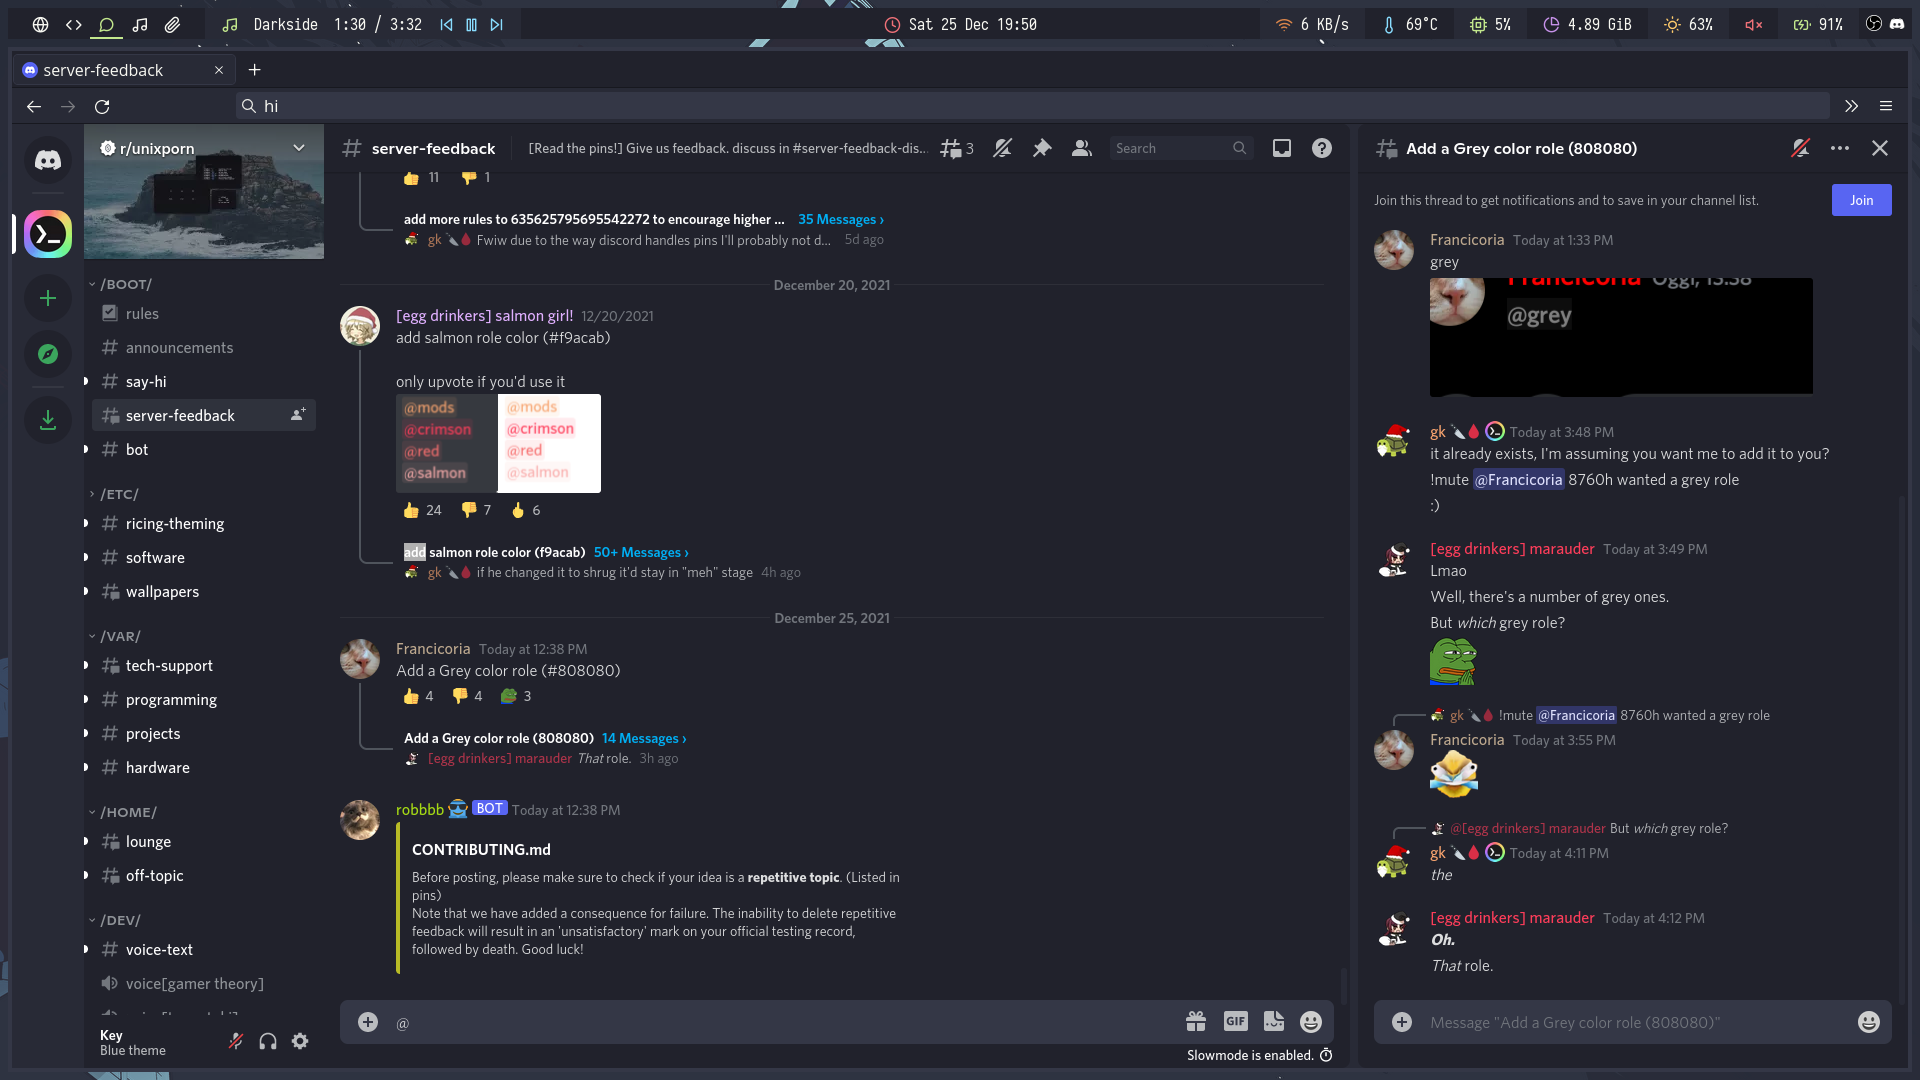 Darkside 1:30 / 3:32
Sat 25 Dec 19:50
6 KB/s
69°C
5%
4.89 GiB
63%
91%
server-feedback
hi
r/unixporn
/BOOT/
rules
announcements
say-hi
server-feedback
bot
/ETC/
ricing-theming
software
wallpapers
/VAR/
tech-support
programming
projects
hardware
/HOME/
lounge
off-topic
/DEV/
voice-text
voice[gamer theory]
Key
Blue theme
server-feedback
[Read the pins!] Give us feedback. discuss in #server-feedback-dis...
3
Search
11 1
add more rules to 635625795695542272 to encourage higher ... 35 Messages ›
gk Fwiw due to the way discord handles pins I'll probably not d... 5d ago
December 20, 2021
[egg drinkers] salmon girl! 12/20/2021
add salmon role color (#f9acab)
only upvote if you'd use it
@mods @mods
@crimson @crimson
@red @red
@salmon @salmon
24 7 6
add salmon role color (f9acab) 50+ Messages ›
gk if he changed it to shrug it'd stay in "meh" stage 4h ago
December 25, 2021
Francicoria Today at 12:38 PM
Add a Grey color role (#808080)
4 4 3
Add a Grey color role (808080) 14 Messages ›
[egg drinkers] marauder That role. 3h ago
robbbb BOT Today at 12:38 PM
CONTRIBUTING.md
Before posting, please make sure to check if your idea is a repetitive topic. (Listed in
pins)
Note that we have added a consequence for failure. The inability to delete repetitive
feedback will result in an 'unsatisfactory' mark on your official testing record,
followed by death. Good luck!
@
GIF
Slowmode is enabled.
Add a Grey color role (808080)
Join this thread to get notifications and to save in your channel list.
Join
Francicoria Today at 1:33 PM
grey
Francicoria Oggi, 13:38
@grey
gk Today at 3:48 PM
it already exists, I'm assuming you want me to add it to you?
!mute @Francicoria 8760h wanted a grey role
:)
[egg drinkers] marauder Today at 3:49 PM
Lmao
Well, there's a number of grey ones.
But which grey role?
gk !mute @Francicoria 8760h wanted a grey role
Francicoria Today at 3:55 PM
@[egg drinkers] marauder But which grey role?
gk Today at 4:11 PM
the
[egg drinkers] marauder Today at 4:12 PM
Oh.
That role.
Message "Add a Grey color role (808080)"